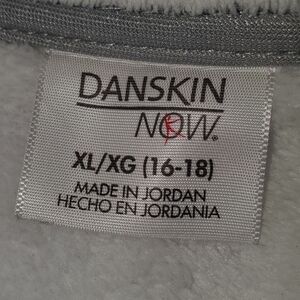 DANSKIN
NOW®
XL/XG (16-18)
MADE IN JORDAN
HECHO EN JORDANIA